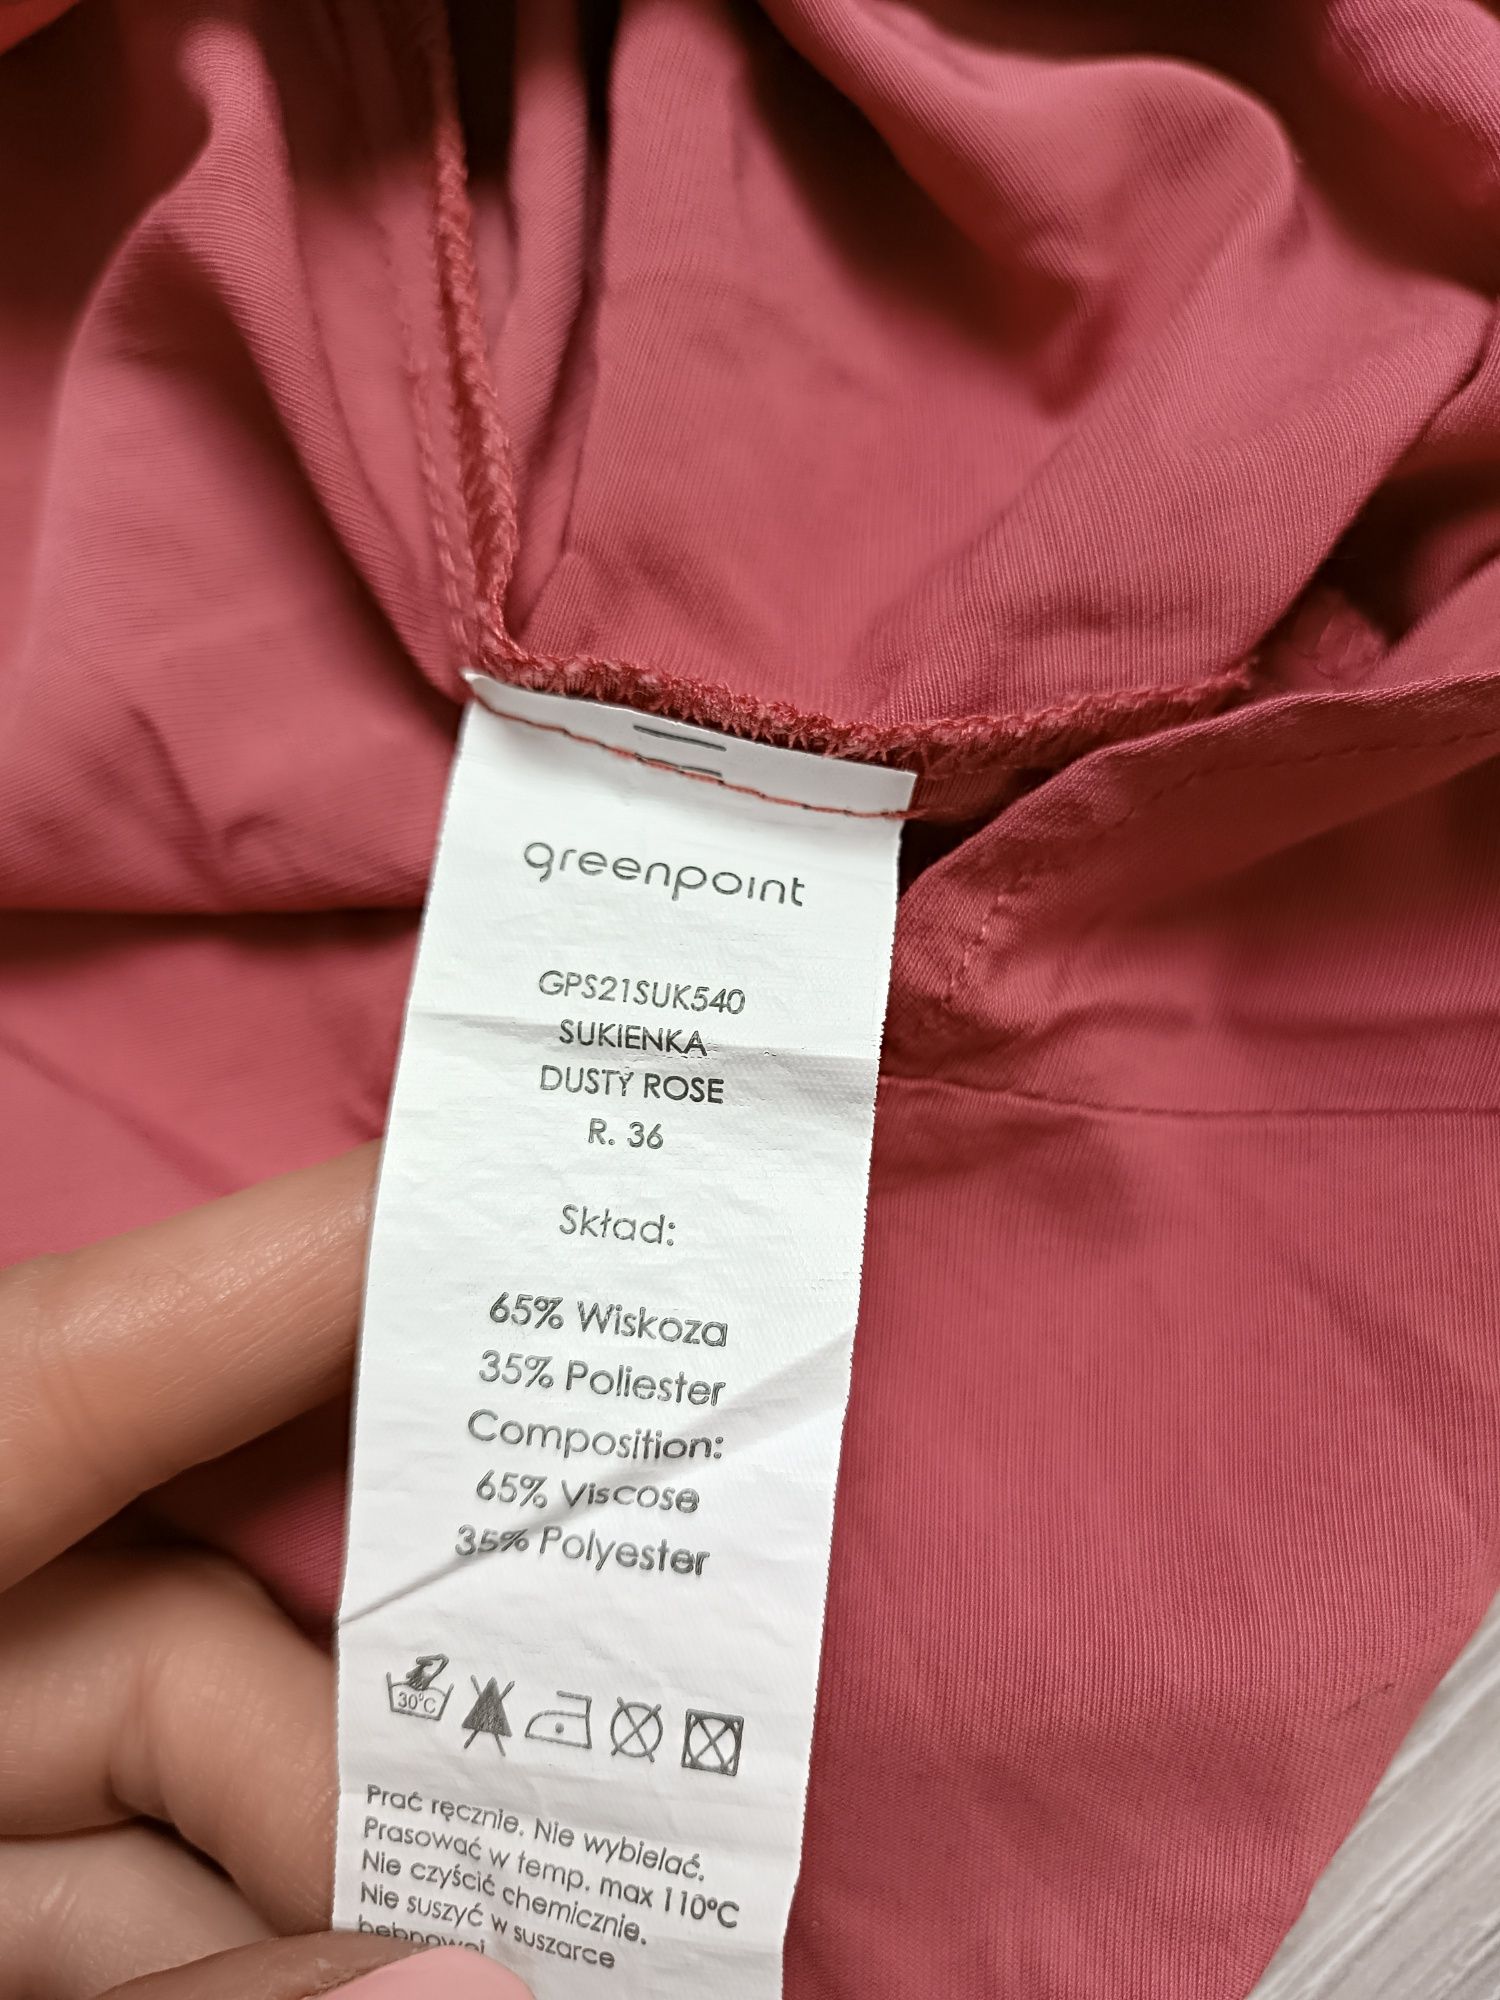 greenpoint
GPS21SUK540
SUKIENKA
DUSTY ROSE
R. 36
Skład:
65% Wiskoza
35% Poliester
Composition:
65% Viscose
35% Polyester
30°C
Prać ręcznie. Nie wybielać.
Prasować w temp. max 110°C
Nie czyścić chemicznie.
Nie suszyć w suszarce
bębnowej